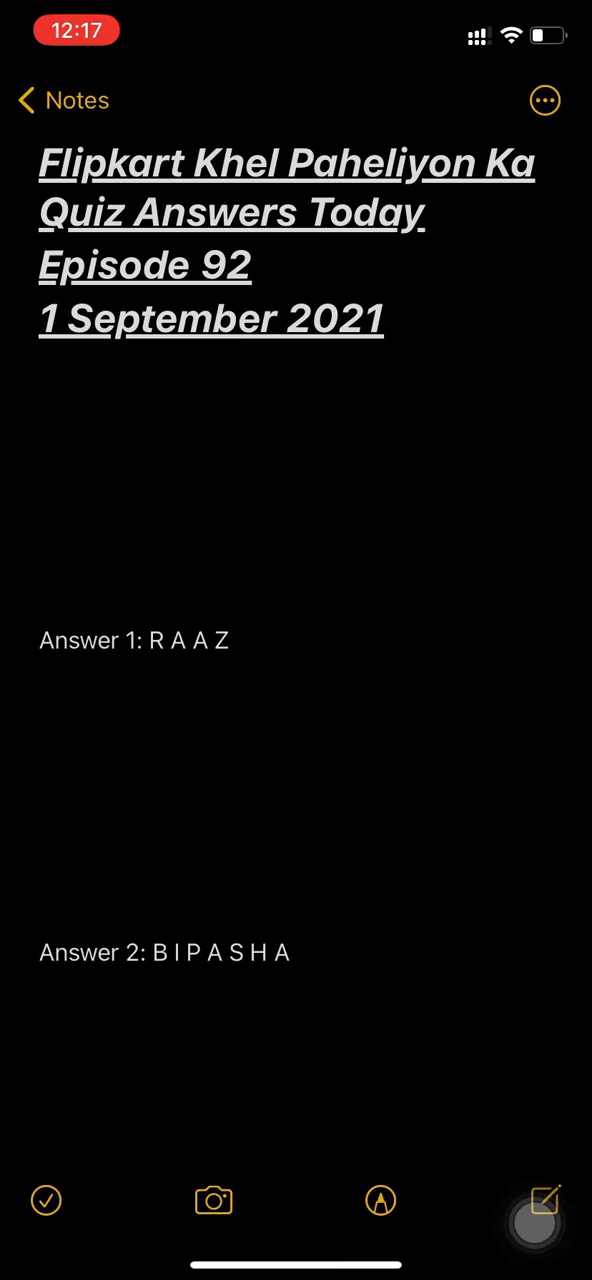 12:17
Notes
Flipkart Khel Paheliyon Ka
Quiz Answers Today
Episode 92
1 September 2021
Answer 1: R A A Z
Answer 2: B I P A S H A